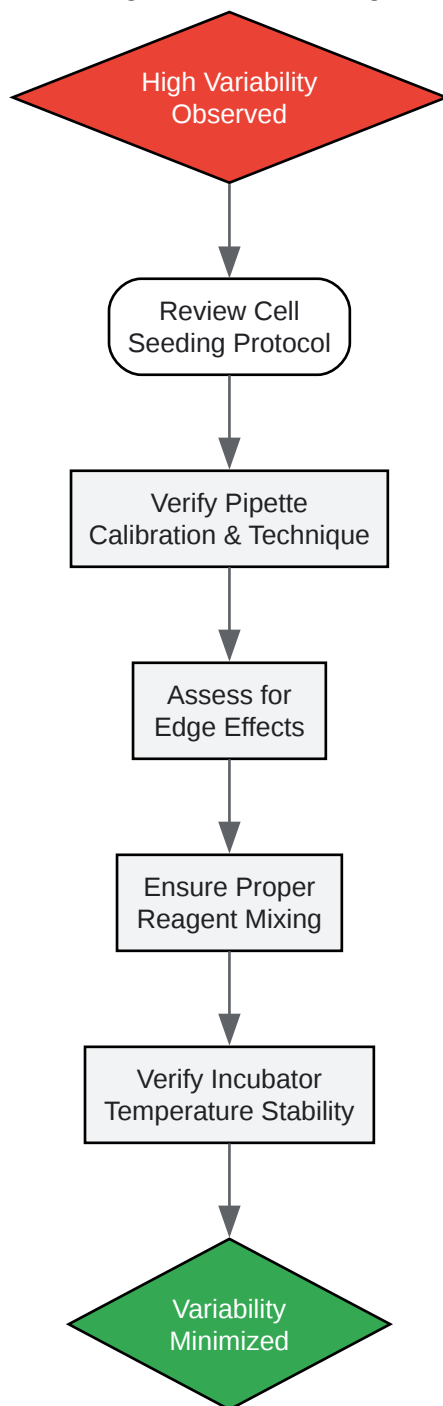 High Variability
Observed
Review Cell
Seeding Protocol
Verify Pipette
Calibration & Technique
Assess for
Edge Effects
Ensure Proper
Reagent Mixing
Verify Incubator
Temperature Stability
Variability
Minimized